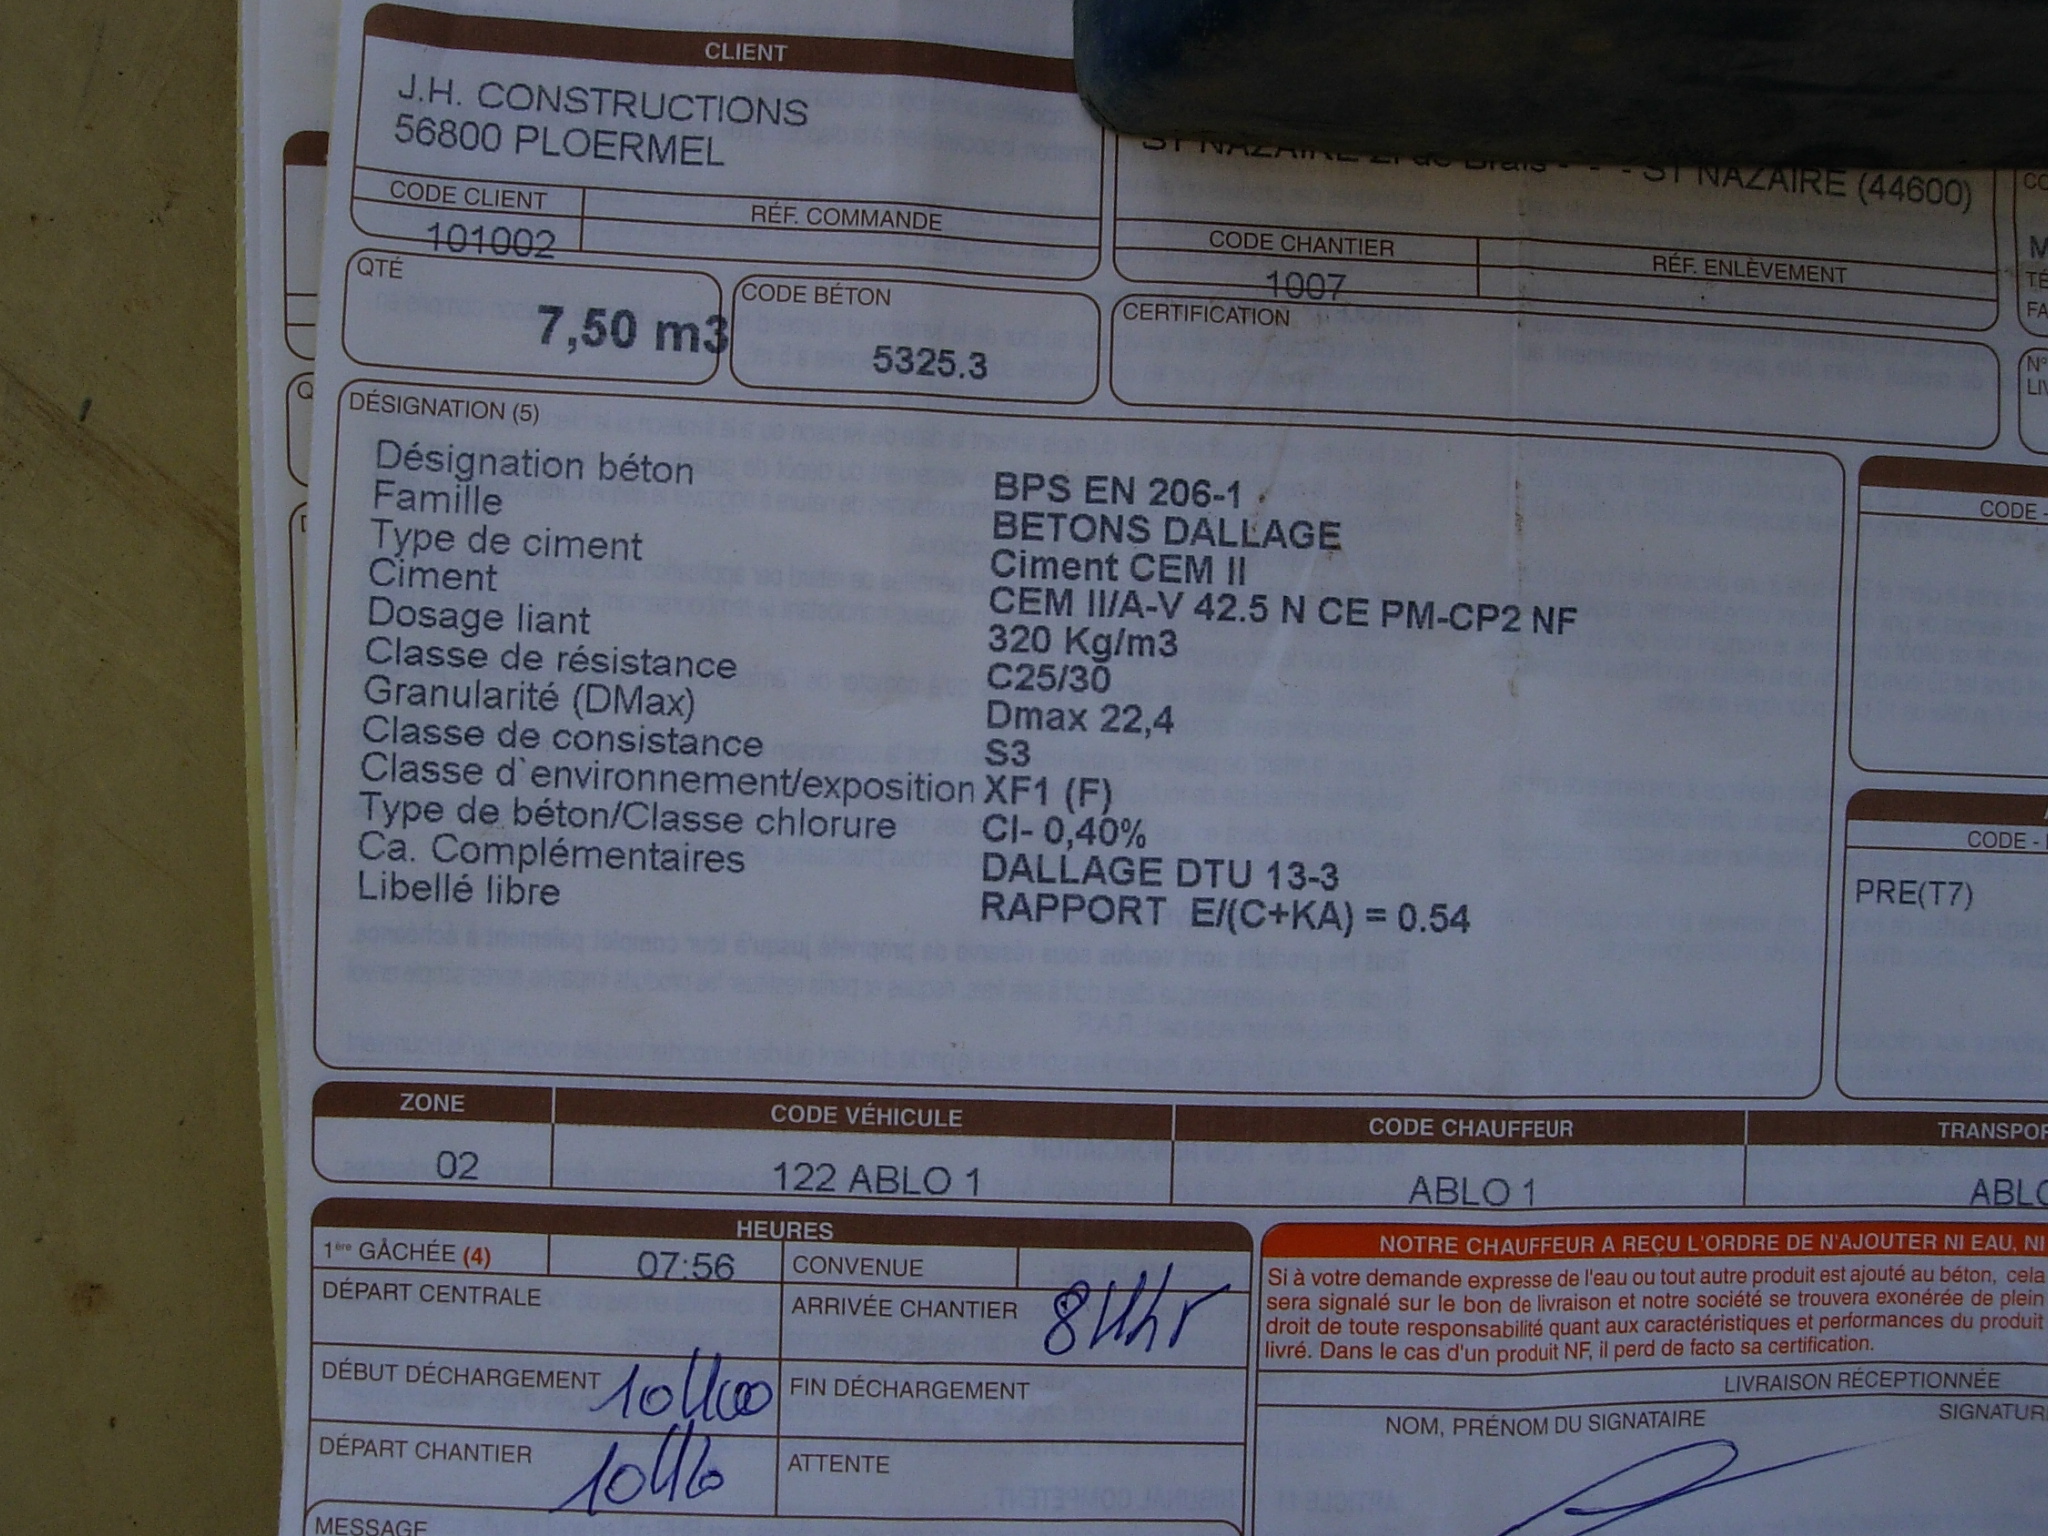 CLIENT
J.H. CONSTRUCTIONS
56800 PLOERMEL
ST NAZAIRE ZI de Brais - - - ST NAZAIRE (44600)
CODE CLIENT
RÉF. COMMANDE
101002
CODE CHANTIER
RÉF. ENLÈVEMENT
1007
QTÉ
7,50 m3
CODE BÉTON
5325.3
CERTIFICATION
DÉSIGNATION (5)
Désignation béton BPS EN 206-1
Famille BETONS DALLAGE
Type de ciment Ciment CEM II
Ciment CEM II/A-V 42.5 N CE PM-CP2 NF
Dosage liant 320 Kg/m3
Classe de résistance C25/30
Granularité (DMax) Dmax 22,4
Classe de consistance S3
Classe d`environnement/exposition XF1 (F)
Type de béton/Classe chlorure Cl- 0,40%
Ca. Complémentaires DALLAGE DTU 13-3
Libellé libre RAPPORT E/(C+KA) = 0.54
CODE -
CODE -
PRE(T7)
ZONE CODE VÉHICULE CODE CHAUFFEUR TRANSPOR
02 122 ABLO 1 ABLO 1 ABLO
HEURES
1ère GÂCHÉE (4) 07:56 CONVENUE
DÉPART CENTRALE ARRIVÉE CHANTIER
DÉBUT DÉCHARGEMENT 10H00 FIN DÉCHARGEMENT
DÉPART CHANTIER 10H10 ATTENTE
MESSAGE
NOTRE CHAUFFEUR A REÇU L'ORDRE DE N'AJOUTER NI EAU, NI
Si à votre demande expresse de l'eau ou tout autre produit est ajouté au béton, cela
sera signalé sur le bon de livraison et notre société se trouvera exonérée de plein
droit de toute responsabilité quant aux caractéristiques et performances du produit
livré. Dans le cas d'un produit NF, il perd de facto sa certification.
LIVRAISON RÉCEPTIONNÉE
NOM, PRÉNOM DU SIGNATAIRE SIGNATURE